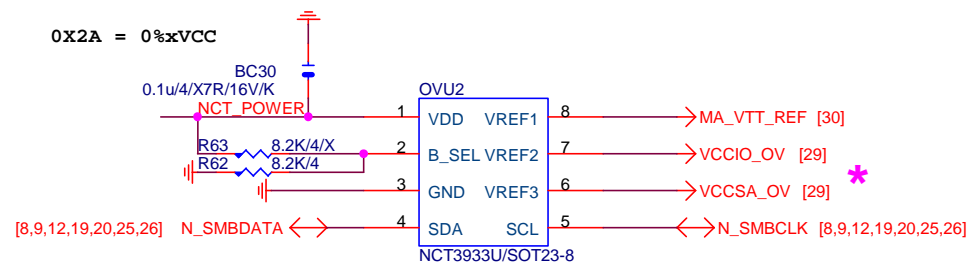 0X2A = 0%xVCC
BC30
0.1u/4/X7R/16V/K
OVU2
NCT_POWER 1 VDD VREF1 8 MA_VTT_REF [30]
R63 8.2K/4/X 2 B_SEL VREF2 7 VCCIO_OV [29]
R62 8.2K/4
3 GND VREF3 6 VCCSA_OV [29] *
[8,9,12,19,20,25,26] N_SMBDATA 4 SDA SCL 5 N_SMBCLK [8,9,12,19,20,25,26]
NCT3933U/SOT23-8